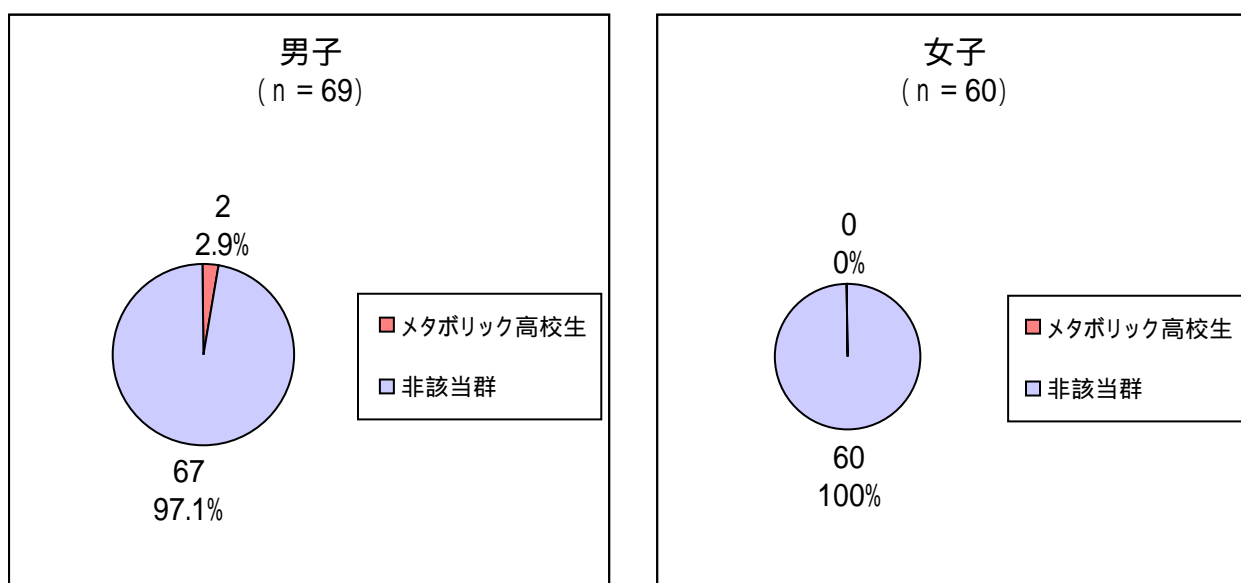 男子
(n = 69)
2
2.9%
メタボリック高校生
非該当群
67
97.1%
女子
(n = 60)
0
0%
メタボリック高校生
非該当群
60
100%